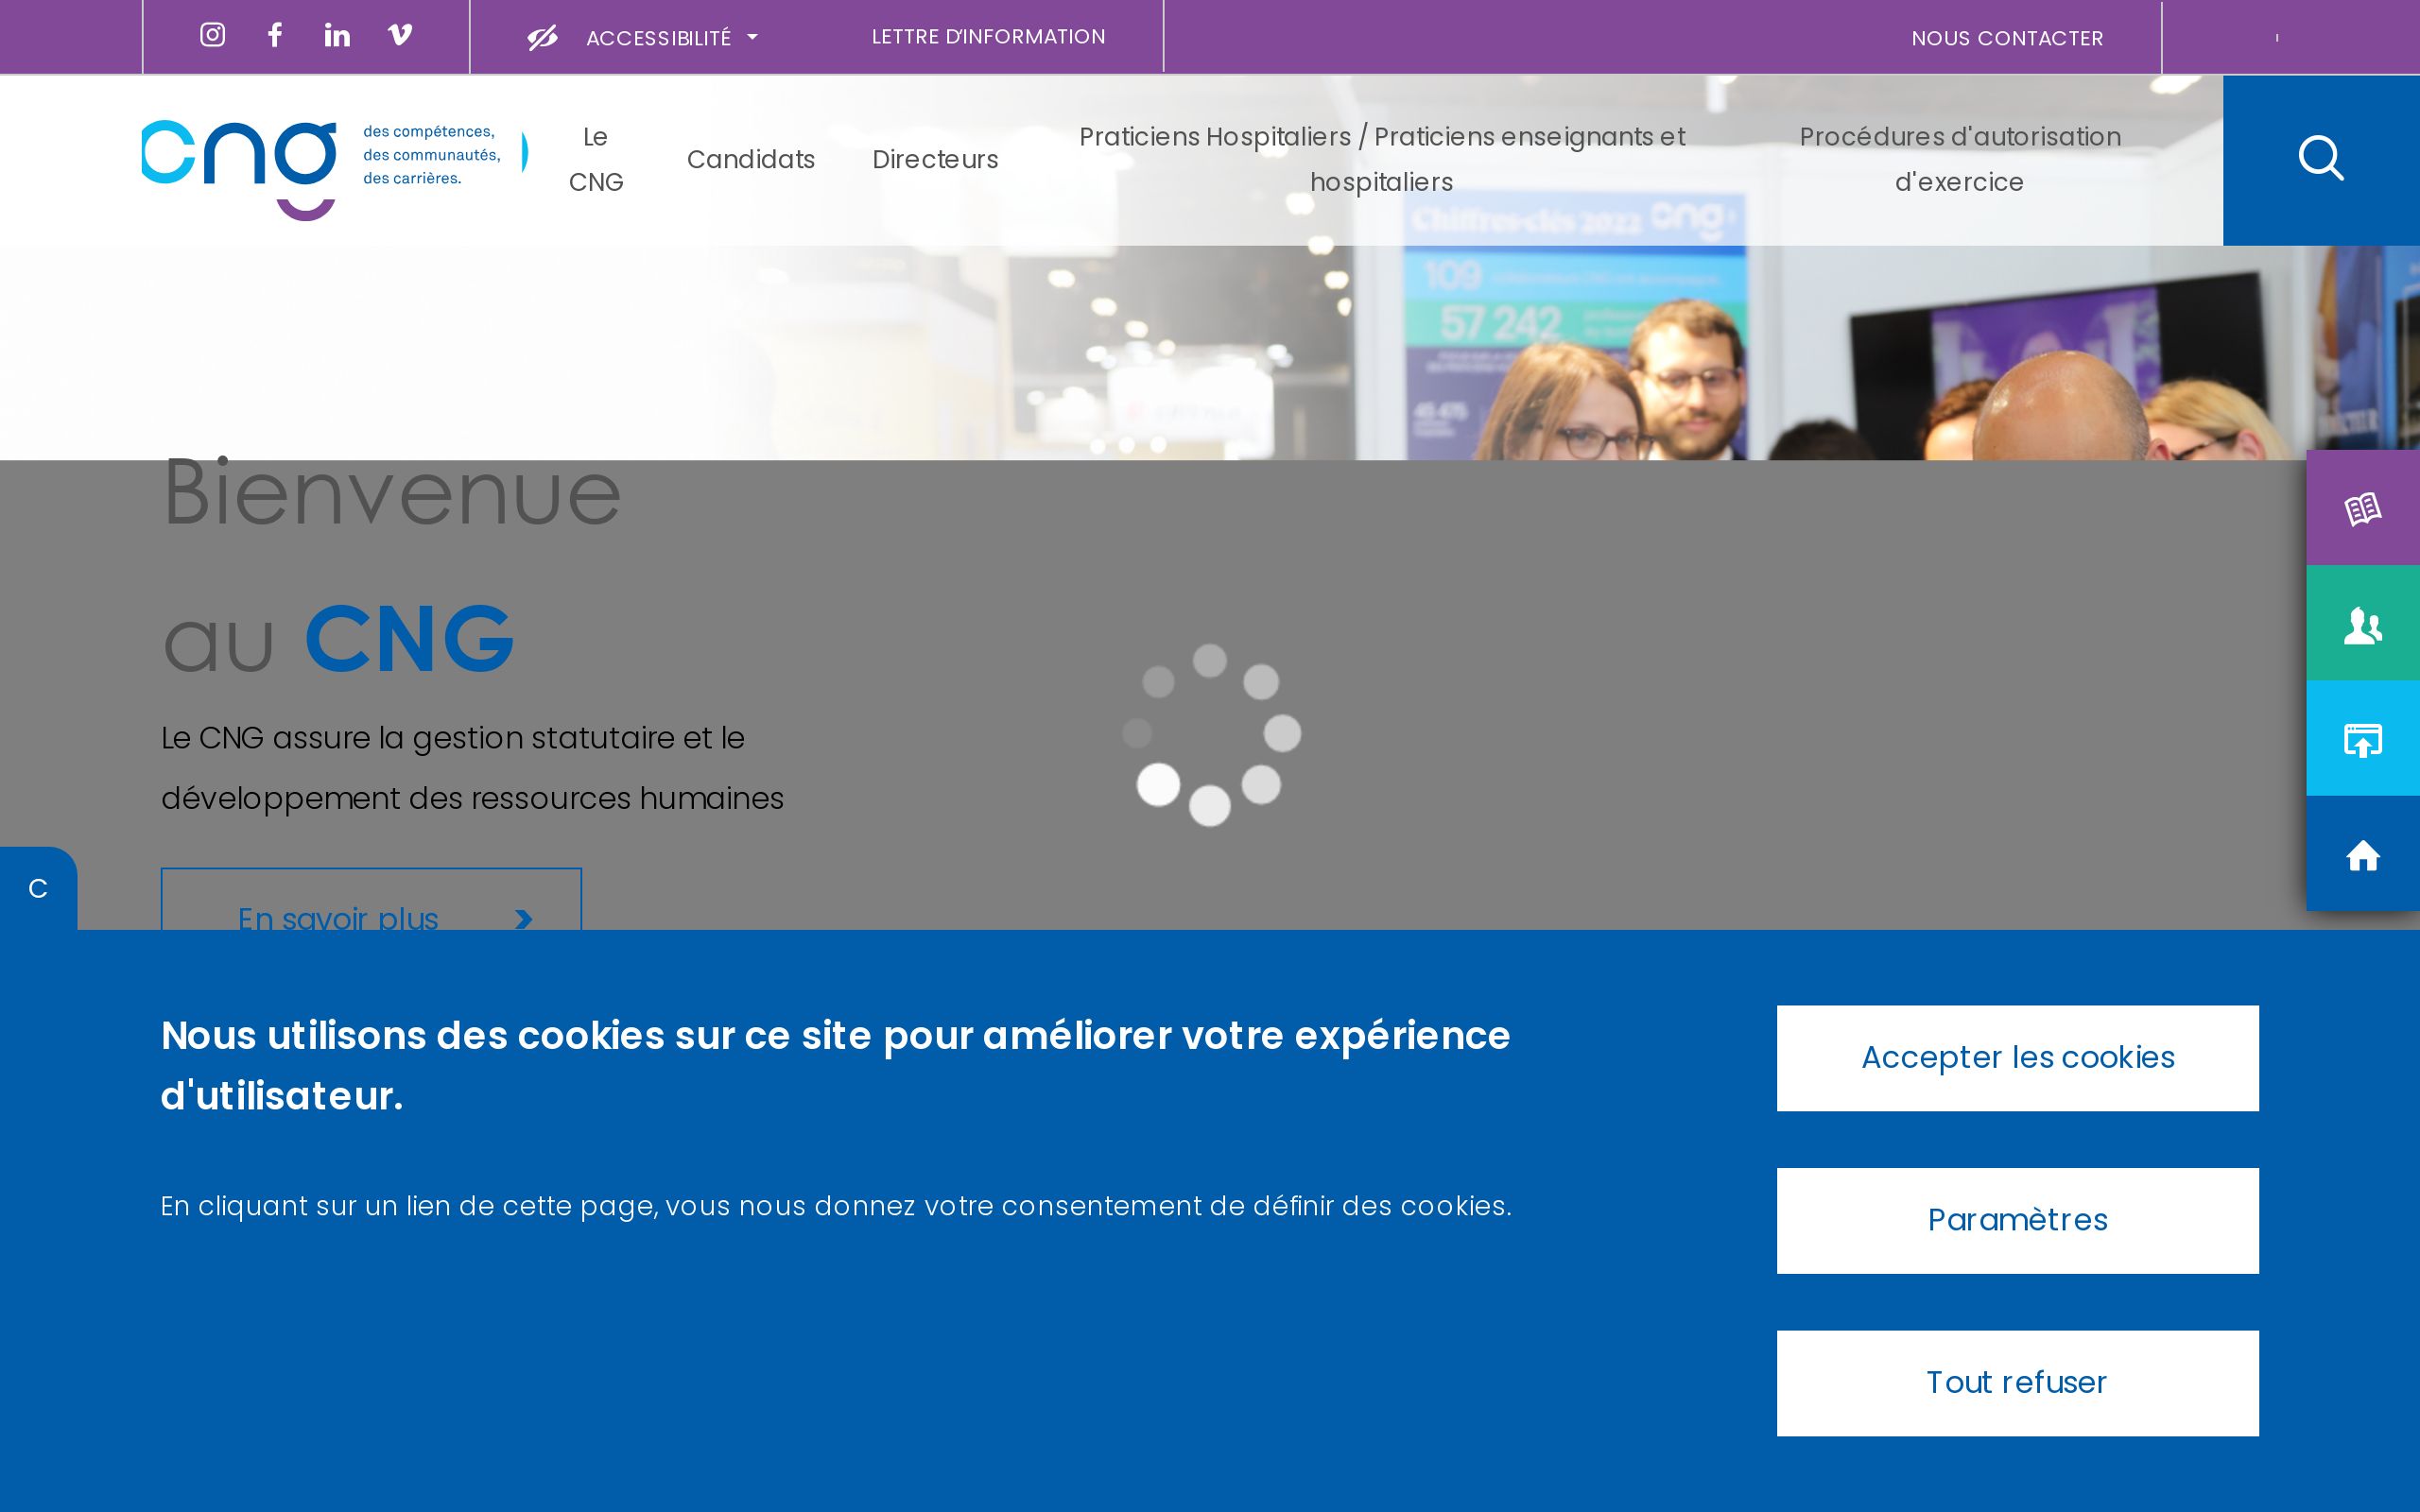 ACCESSIBILITÉ
LETTRE D'INFORMATION
NOUS CONTACTER
cng
des compétences,
des communautés,
des carrières.
Le
CNG
Candidats
Directeurs
Praticiens Hospitaliers / Praticiens enseignants et
hospitaliers
Procédures d'autorisation
d'exercice
Chiffres-clés 2022 cng
109
57 242
Bienvenue
au CNG
Le CNG assure la gestion statutaire et le
développement des ressources humaines
C
En savoir plus
Nous utilisons des cookies sur ce site pour améliorer votre expérience
d'utilisateur.
En cliquant sur un lien de cette page, vous nous donnez votre consentement de définir des cookies.
Accepter les cookies
Paramètres
Tout refuser